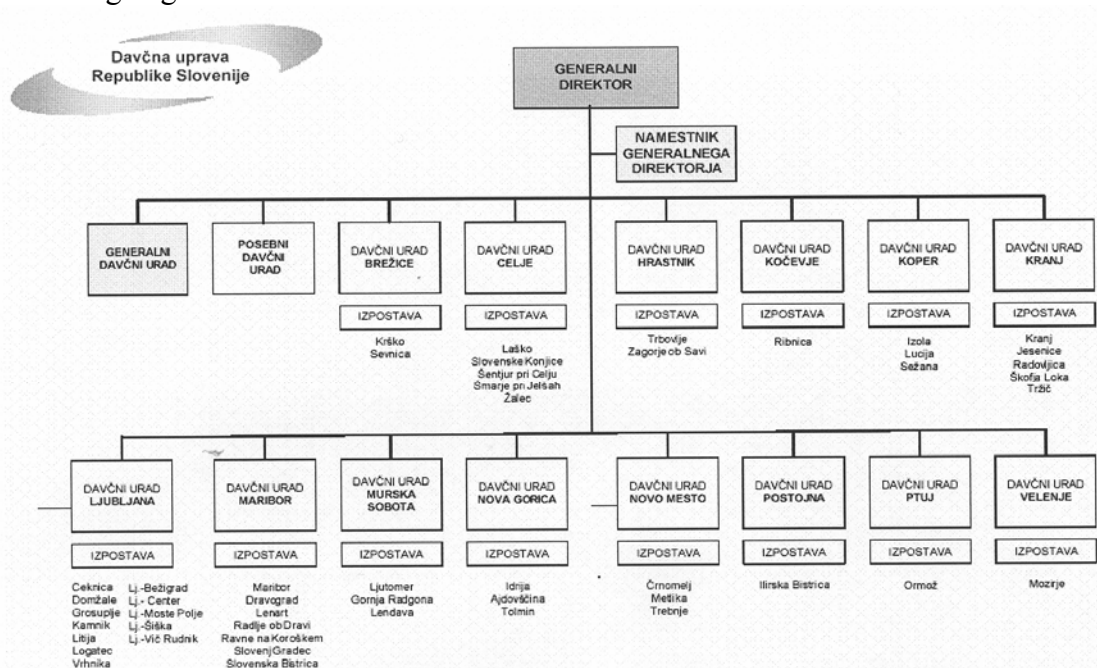 Davčna uprava
Republike Slovenije
GENERALNI
DIREKTOR
NAMESTNIK
GENERALNEGA
DIREKTORJA
GENERALNI
DAVČNI URAD
POSEBNI
DAVČNI
URAD
DAVČNI URAD
BREŽICE
IZPOSTAVA
Krško
Sevnica
DAVČNI URAD
CELJE
IZPOSTAVA
Laško
Slovenske Konjice
Šentjur pri Celju
Šmarje pri Jelšah
Žalec
DAVČNI URAD
HRASTNIK
IZPOSTAVA
Trbovlje
Zagorje ob Savi
DAVČNI URAD
KOČEVJE
IZPOSTAVA
Ribnica
DAVČNI URAD
KOPER
IZPOSTAVA
Izola
Lucija
Sežana
DAVČNI URAD
KRANJ
IZPOSTAVA
Kranj
Jesenice
Radovljica
Škofja Loka
Tržič
DAVČNI URAD
LJUBLJANA
IZPOSTAVA
Ceknica
Domžale
Grosuplje
Kamnik
Litija
Logatec
Vrhnika
Lj.-Bežigrad
Lj.- Center
Lj.-Moste Polje
Lj.-Šiška
Lj.-Vič Rudnik
DAVČNI URAD
MARIBOR
IZPOSTAVA
Maribor
Dravograd
Lenart
Radlje ob Dravi
Ravne na Koroškem
Slovenj Gradec
Slovenska Bistrica
DAVČNI URAD
MURSKA
SOBOTA
IZPOSTAVA
Ljutomer
Gornja Radgona
Lendava
DAVČNI URAD
NOVA GORICA
IZPOSTAVA
Idrija
Ajdovščina
Tolmin
DAVČNI URAD
NOVO MESTO
IZPOSTAVA
Črnomelj
Metlika
Trebnje
DAVČNI URAD
POSTOJNA
IZPOSTAVA
Ilirska Bistrica
DAVČNI URAD
PTUJ
IZPOSTAVA
Ormož
DAVČNI URAD
VELENJE
IZPOSTAVA
Mozirje